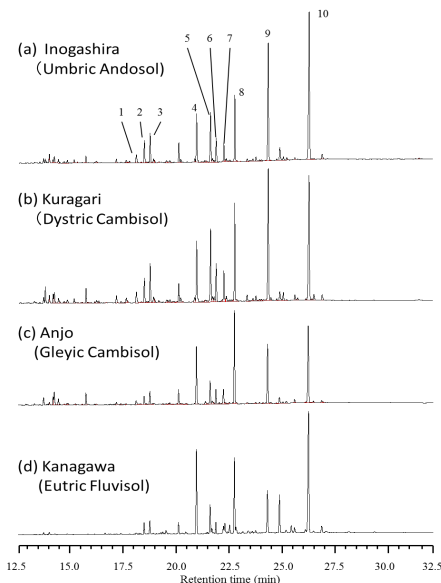 (a) Inogashira
(Umbric Andosol)
1
2
3
4
5
6
7
8
9
10
(b) Kuragari
(Dystric Cambisol)
(c) Anjo
(Gleyic Cambisol)
(d) Kanagawa
(Eutric Fluvisol)
12.5 15.0 17.5 20.0 22.5 25.0 27.5 30.0 32.5
Retention time (min)